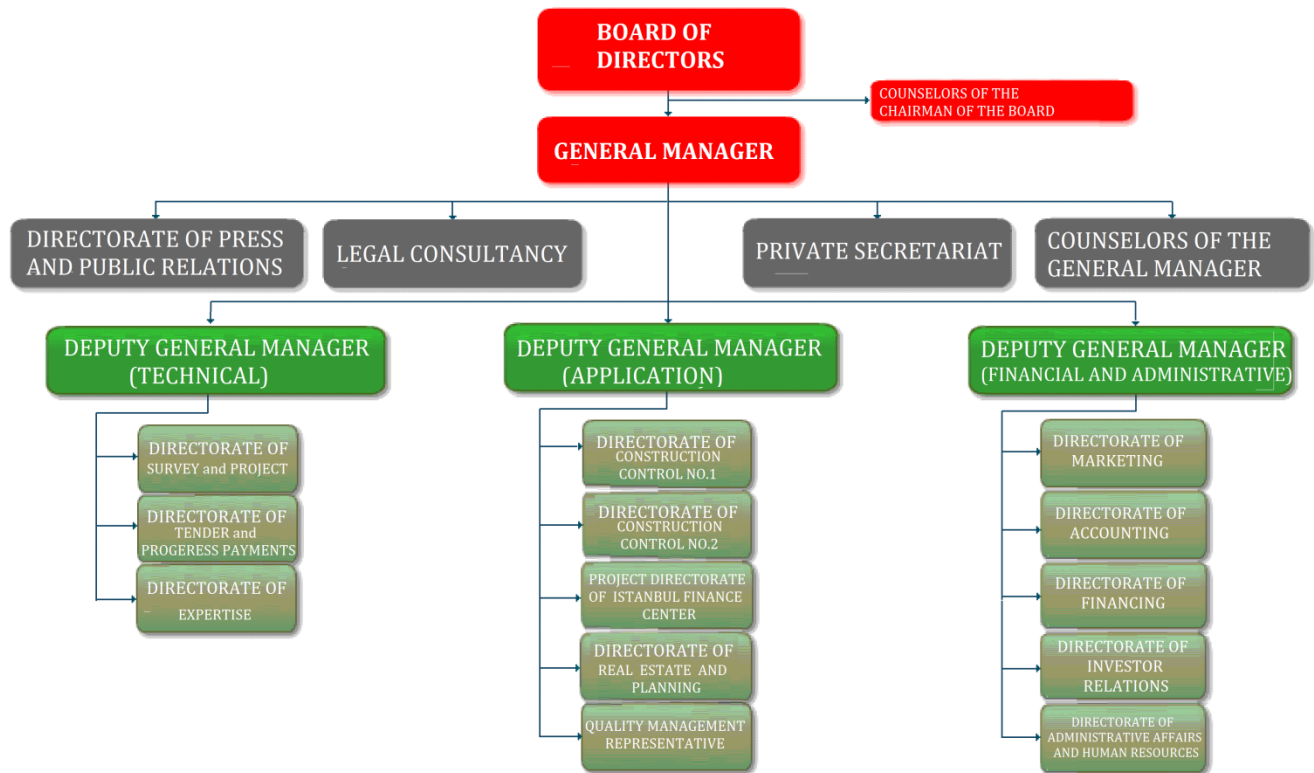 BOARD OF
DIRECTORS
COUNSELORS OF THE
CHAIRMAN OF THE BOARD
GENERAL MANAGER
DIRECTORATE OF PRESS
AND PUBLIC RELATIONS
LEGAL CONSULTANCY
PRIVATE SECRETARIAT
COUNSELORS OF THE
GENERAL MANAGER
DEPUTY GENERAL MANAGER
(TECHNICAL)
DEPUTY GENERAL MANAGER
(APPLICATION)
DEPUTY GENERAL MANAGER
(FINANCIAL AND ADMINISTRATIVE)
DIRECTORATE OF
SURVEY and PROJECT
DIRECTORATE OF
TENDER and
PROGERESS PAYMENTS
DIRECTORATE OF
EXPERTISE
DIRECTORATE OF
CONSTRUCTION
CONTROL NO.1
DIRECTORATE OF
CONSTRUCTION
CONTROL NO.2
PROJECT DIRECTORATE
OF ISTANBUL FINANCE
CENTER
DIRECTORATE OF
REAL ESTATE AND
PLANNING
QUALITY MANAGEMENT
REPRESENTATIVE
DIRECTORATE OF
MARKETING
DIRECTORATE OF
ACCOUNTING
DIRECTORATE OF
FINANCING
DIRECTORATE OF
INVESTOR
RELATIONS
DIRECTORATE OF
ADMINISTRATIVE AFFAIRS
AND HUMAN RESOURCES